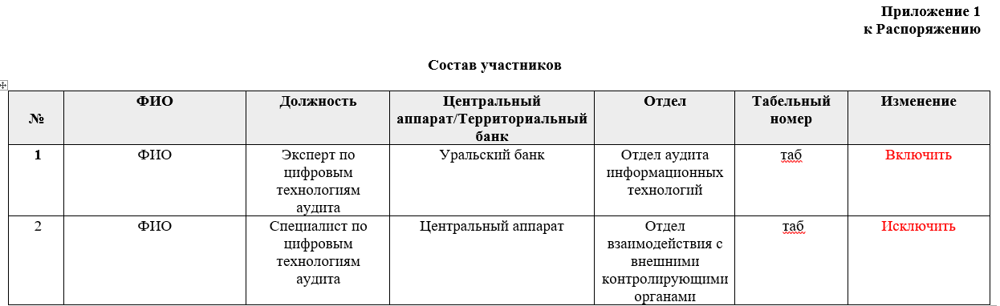 Приложение 1
к Распоряжению
Состав участников
№
ФИО
Должность
Центральный
аппарат/Территориальный
банк
Отдел
Табельный
номер
Изменение
1
ФИО
Эксперт по
цифровым
технологиям
аудита
Уральский банк
Отдел аудита
информационных
технологий
таб
Включить
2
ФИО
Специалист по
цифровым
технологиям
аудита
Центральный аппарат
Отдел
взаимодействия с
внешними
контролирующими
органами
таб
Исключить